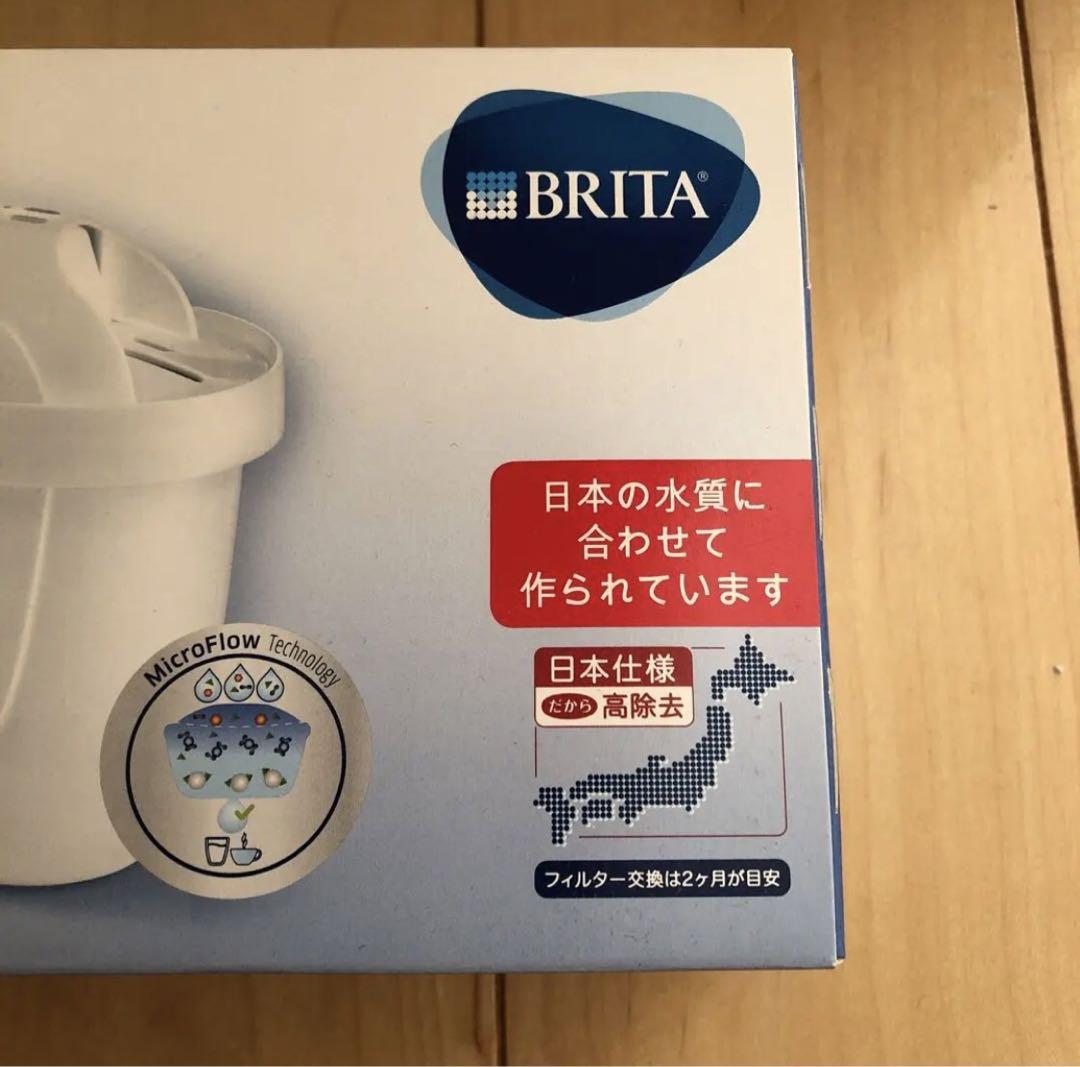 BRITA®
日本の水質に
合わせて
作られています
MicroFlow Technology
日本仕様
だから 高除去
フィルター交換は2ヶ月が目安